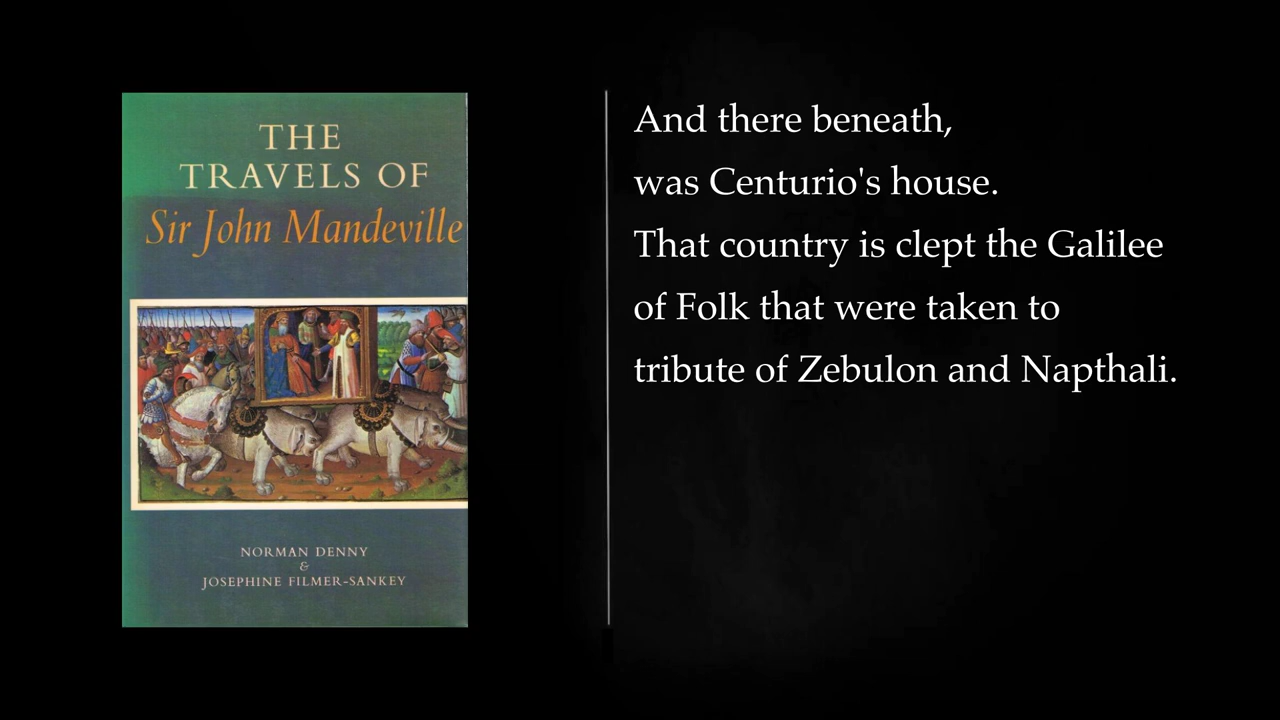 THE
TRAVELS OF
Sir John Mandeville
NORMAN DENNY
&
JOSEPHINE FILMER-SANKEY
And there beneath,
was Centurio's house.
That country is clept the Galilee
of Folk that were taken to
tribute of Zebulon and Napthali.